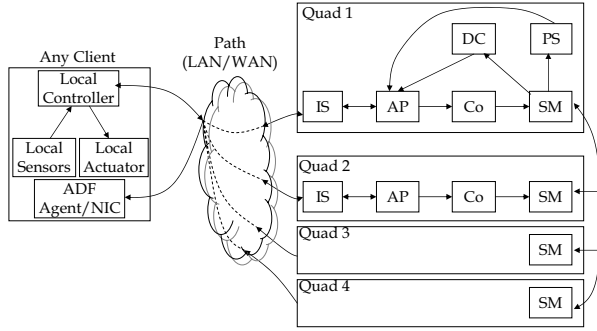 Any Client
Local
Controller
Local
Sensors
Local
Actuator
ADF
Agent/NIC
Path
(LAN/WAN)
Quad 1
DC
PS
IS
AP
Co
SM
Quad 2
IS
AP
Co
SM
Quad 3
SM
Quad 4
SM